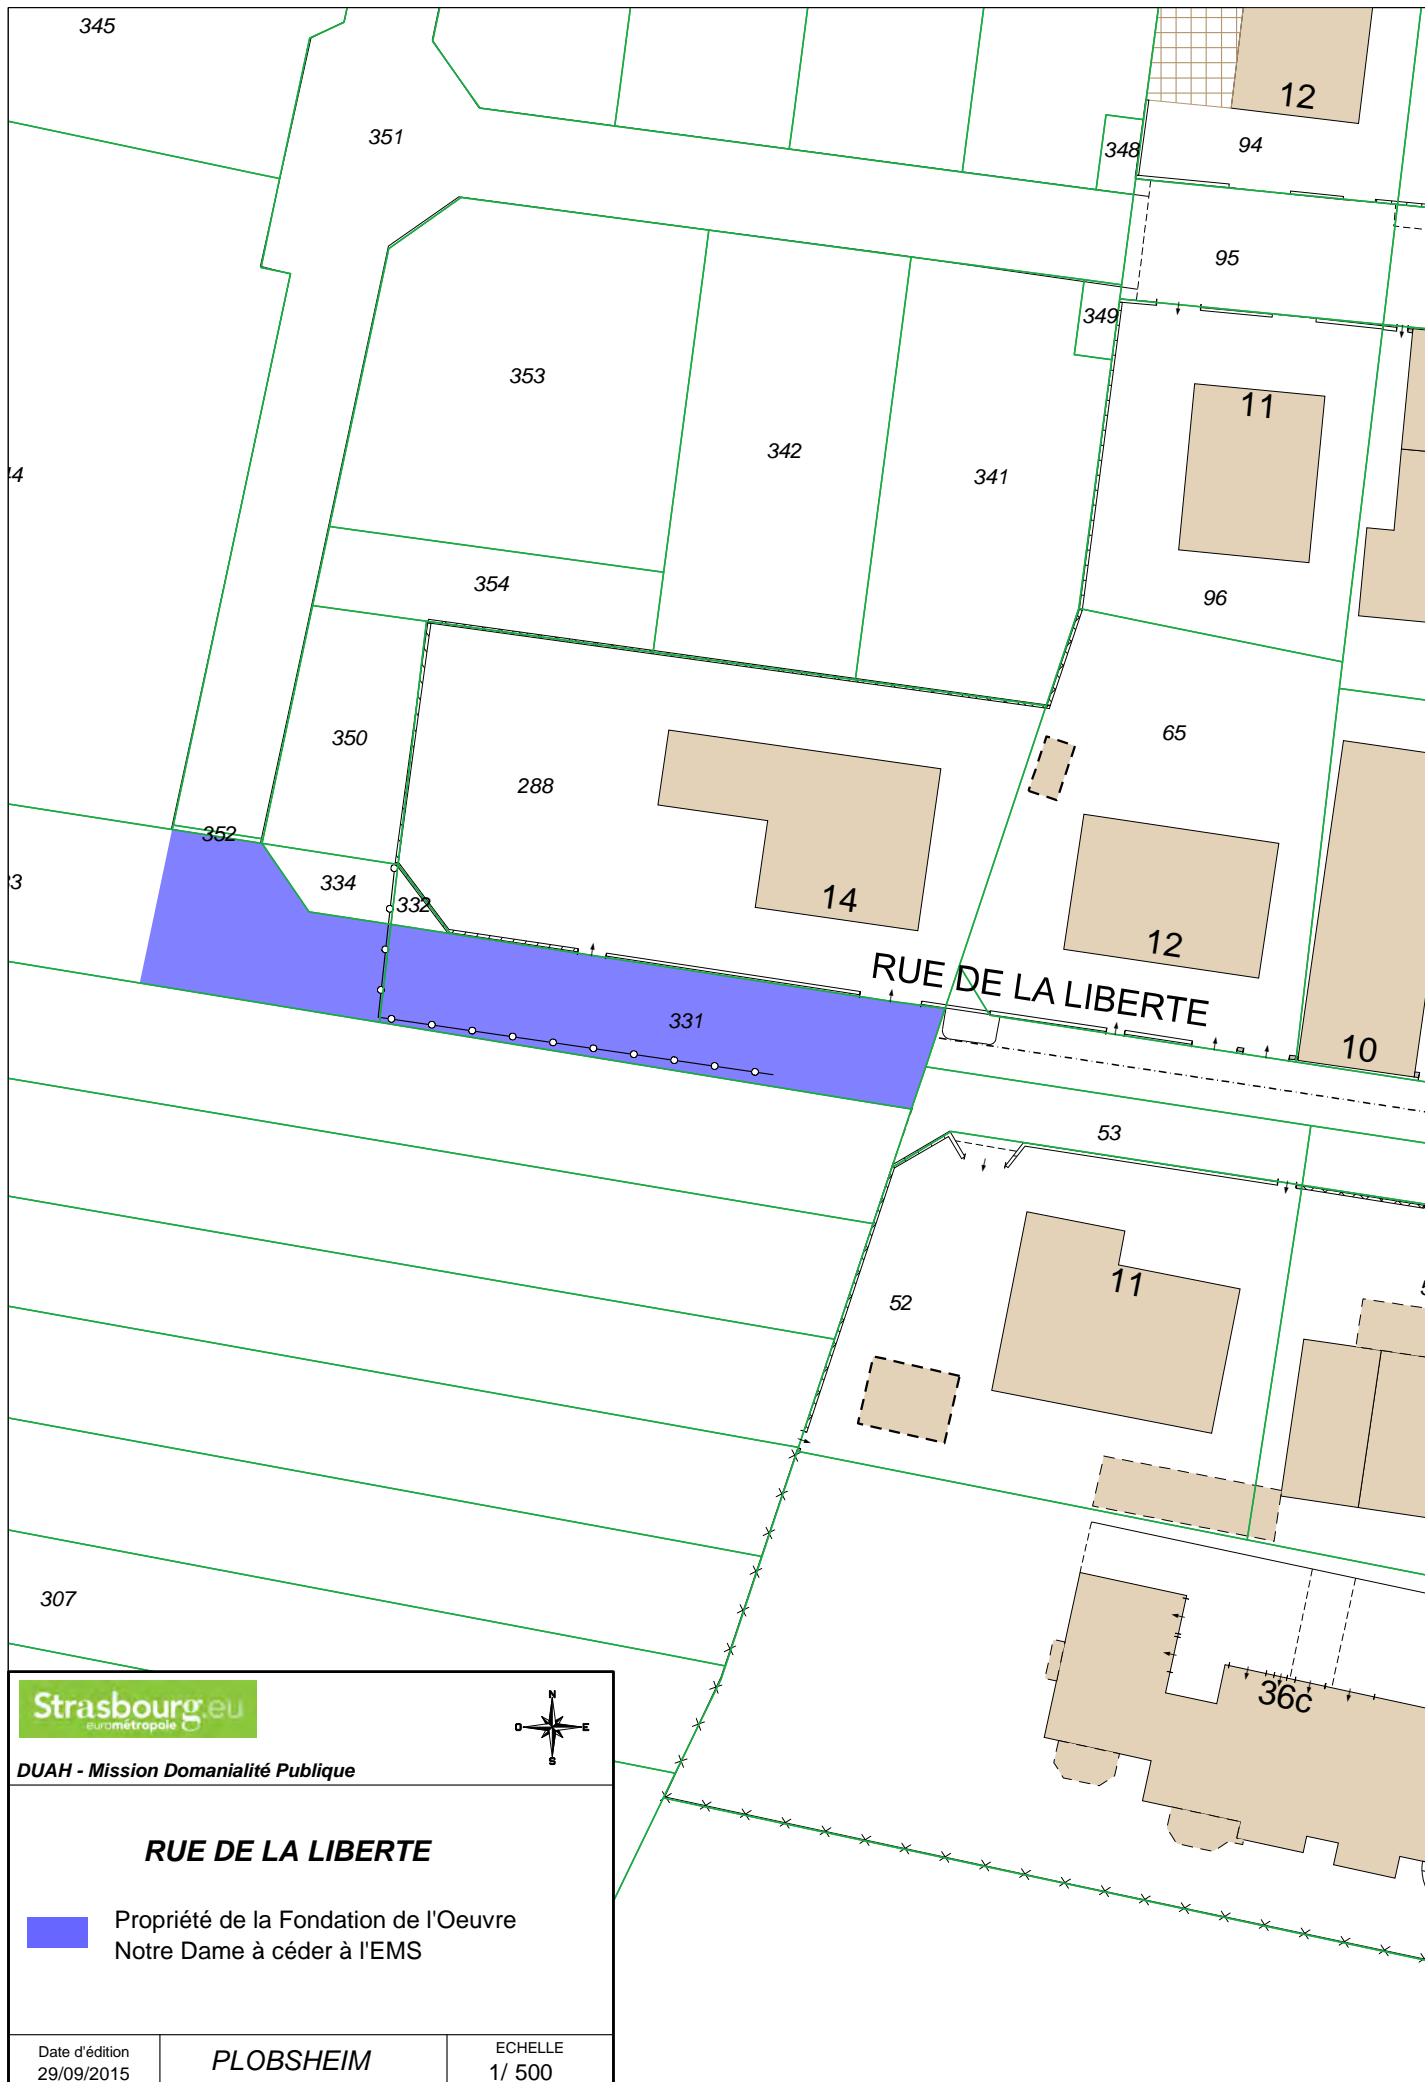 345
351
12
348
94
95
349
353
11
342
341
354
96
350
65
288
352
334
332
14
12
RUE DE LA LIBERTE
331
10
53
52
11
307
36c
Strasbourg.eu
eurométropole
N
O
E
S
DUAH - Mission Domanialité Publique
RUE DE LA LIBERTE
Propriété de la Fondation de l'Oeuvre
Notre Dame à céder à l'EMS
Date d'édition
29/09/2015
PLOBSHEIM
ECHELLE
1/ 500